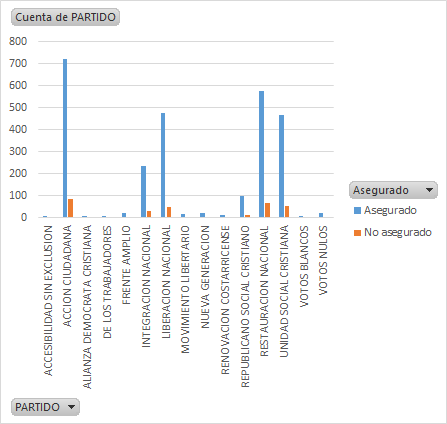 Cuenta de PARTIDO
800
700
600
500
400
300
200
100
0
ACCESIBILIDAD SIN EXCLUSION
ACCION CIUDADANA
ALIANZA DEMOCRATA CRISTIANA
DE LOS TRABAJADORES
FRENTE AMPLIO
INTEGRACION NACIONAL
LIBERACION NACIONAL
MOVIMIENTO LIBERTARIO
NUEVA GENERACION
RENOVACION COSTARRICENSE
REPUBLICANO SOCIAL CRISTIANO
RESTAURACION NACIONAL
UNIDAD SOCIAL CRISTIANA
VOTOS BLANCOS
VOTOS NULOS
Asegurado
Asegurado
No asegurado
PARTIDO